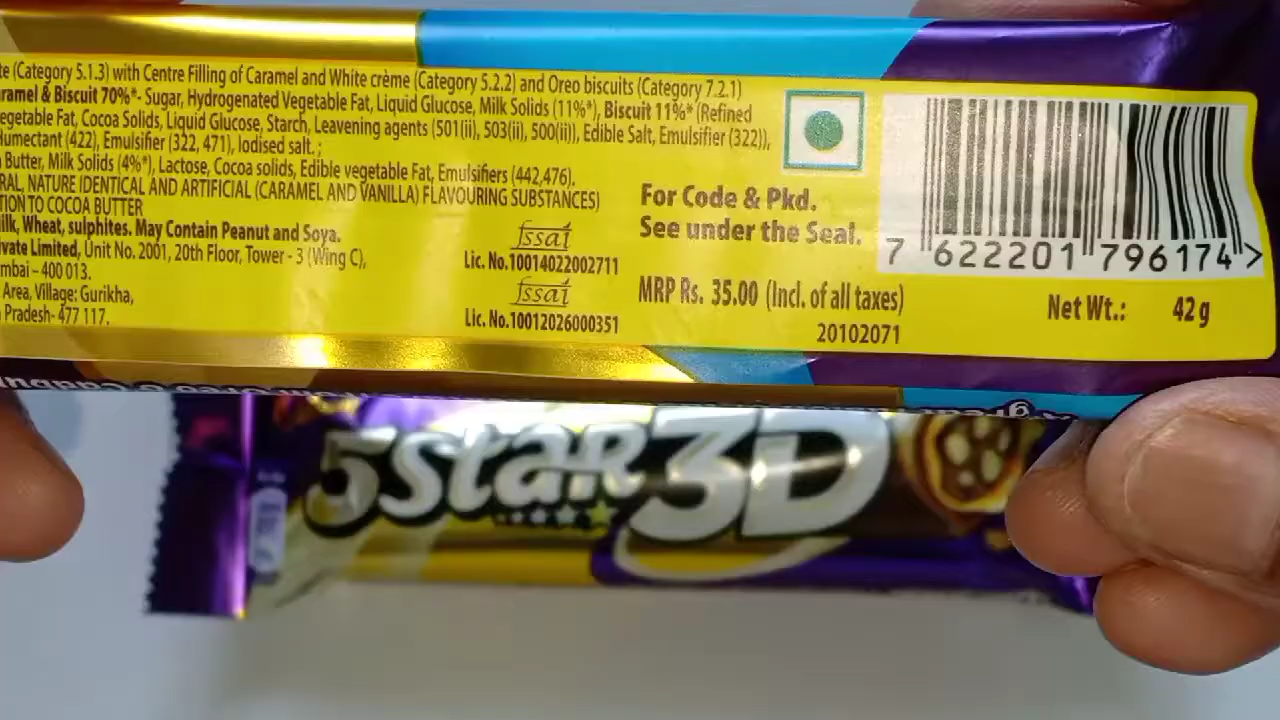 te (Category 5.1.3) with Centre Filling of Caramel and White crème (Category 5.2.2) and Oreo biscuits (Category 7.2.1)
aramel & Biscuit 70%*- Sugar, Hydrogenated Vegetable Fat, Liquid Glucose, Milk Solids (11%*), Biscuit 11%* (Refined
egetable Fat, Cocoa Solids, Liquid Glucose, Starch, Leavening agents (501(ii), 503(ii), 500(ii)), Edible Salt, Emulsifier (322)),
umectant (422), Emulsifier (322, 471), Iodised salt. ;
Butter, Milk Solids (4%*), Lactose, Cocoa solids, Edible vegetable Fat, Emulsifiers (442,476).
RAL, NATURE IDENTICAL AND ARTIFICIAL (CARAMEL AND VANILLA) FLAVOURING SUBSTANCES)
TION TO COCOA BUTTER
ilk, Wheat, sulphites. May Contain Peanut and Soya.
vate Limited, Unit No. 2001, 20th Floor, Tower - 3 (Wing C),
mbai – 400 013.
Area, Village: Gurikha,
Pradesh- 477 117.
fssai
Lic. No.10014022002711
fssai
Lic. No.10012026000351
For Code & Pkd.
See under the Seal.
MRP Rs. 35.00 (Incl. of all taxes)
20102071
7 622201 796174 >
Net Wt.: 42 g
5 StaR 3D